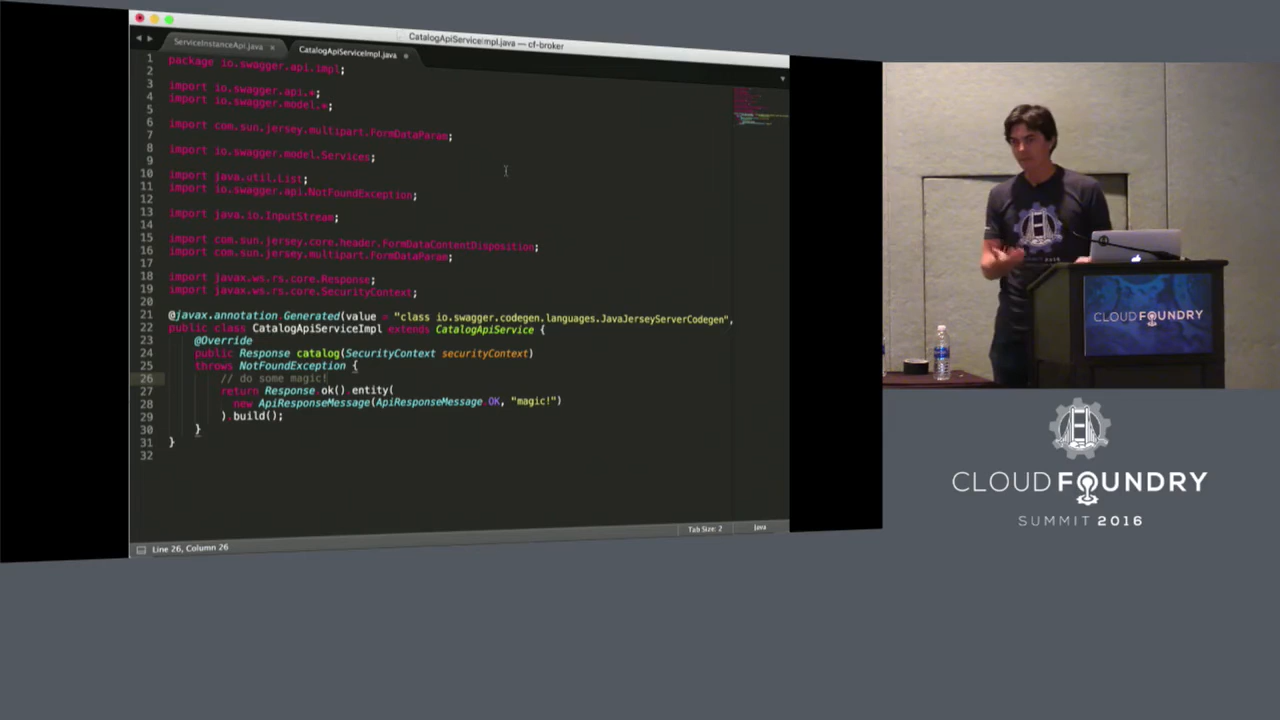 CatalogApiServiceImpl.java — cf-broker
ServiceInstanceApi.java ×
CatalogApiServiceImpl.java
1 package io.swagger.api.impl;
2
3 import io.swagger.api.*;
4 import io.swagger.model.*;
5
6 import com.sun.jersey.multipart.FormDataParam;
7
8 import io.swagger.model.Services;
9
10 import java.util.List;
11 import io.swagger.api.NotFoundException;
12
13 import java.io.InputStream;
14
15 import com.sun.jersey.core.header.FormDataContentDisposition;
16 import com.sun.jersey.multipart.FormDataParam;
17
18 import javax.ws.rs.core.Response;
19 import javax.ws.rs.core.SecurityContext;
20
21 @javax.annotation.Generated(value = "class io.swagger.codegen.languages.JavaJerseyServerCodegen",
22 public class CatalogApiServiceImpl extends CatalogApiService {
23 @Override
24 public Response catalog(SecurityContext securityContext)
25 throws NotFoundException {
26 // do some magic!
27 return Response.ok().entity(
28 new ApiResponseMessage(ApiResponseMessage.OK, "magic!")
29 ).build();
30 }
31 }
32
Line 26, Column 26
Tab Size: 2
Java
SUMMIT 2016
CLOUD FOUNDRY
CLOUD FOUNDRY
SUMMIT 2016